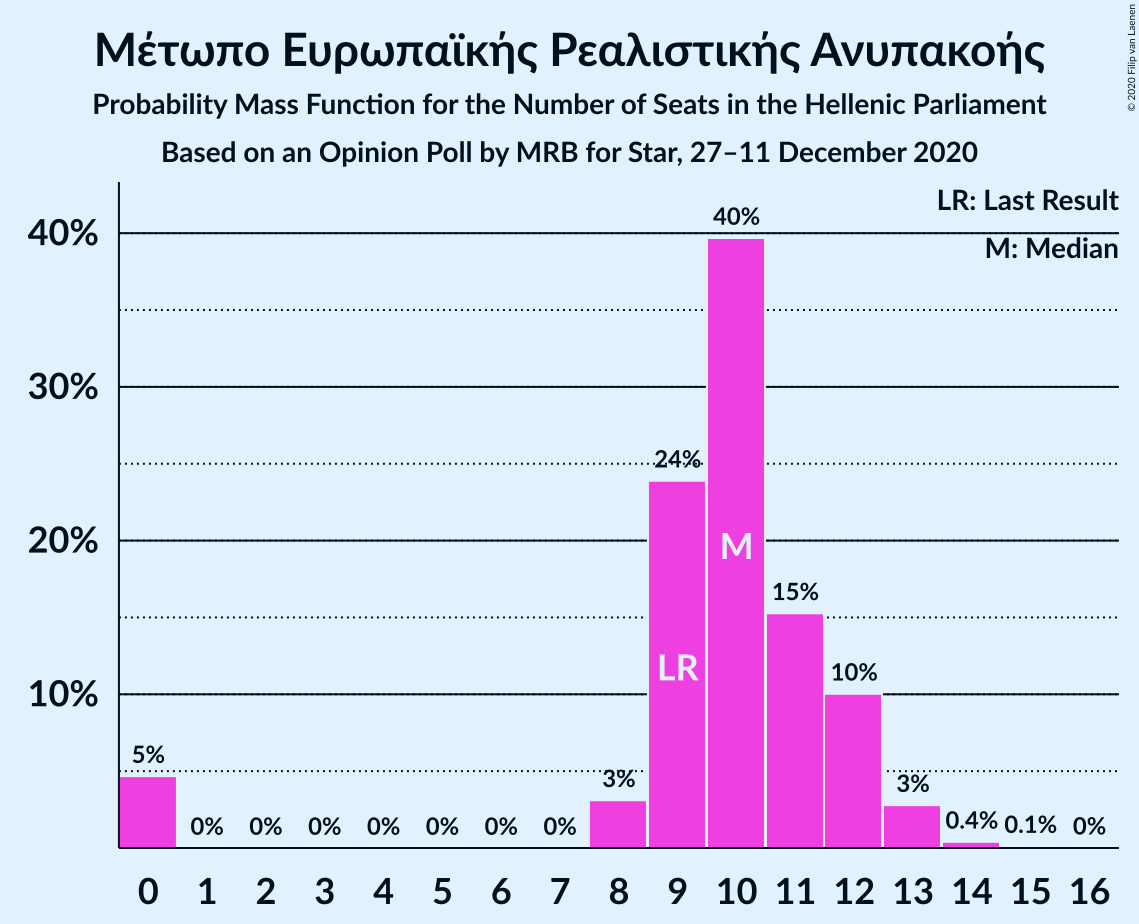 Μέτωπο Ευρωπαϊκής Ρεαλιστικής Ανυπακοής
Probability Mass Function for the Number of Seats in the Hellenic Parliament
Based on an Opinion Poll by MRB for Star, 27–11 December 2020
© 2020 Filip van Laenen
LR: Last Result
M: Median
40%
30%
20%
10%
5%
0%
0%
0%
0%
0%
0%
0%
3%
24%
40%
15%
10%
3%
0.4%
0.1%
0%
LR
M
0 1 2 3 4 5 6 7 8 9 10 11 12 13 14 15 16